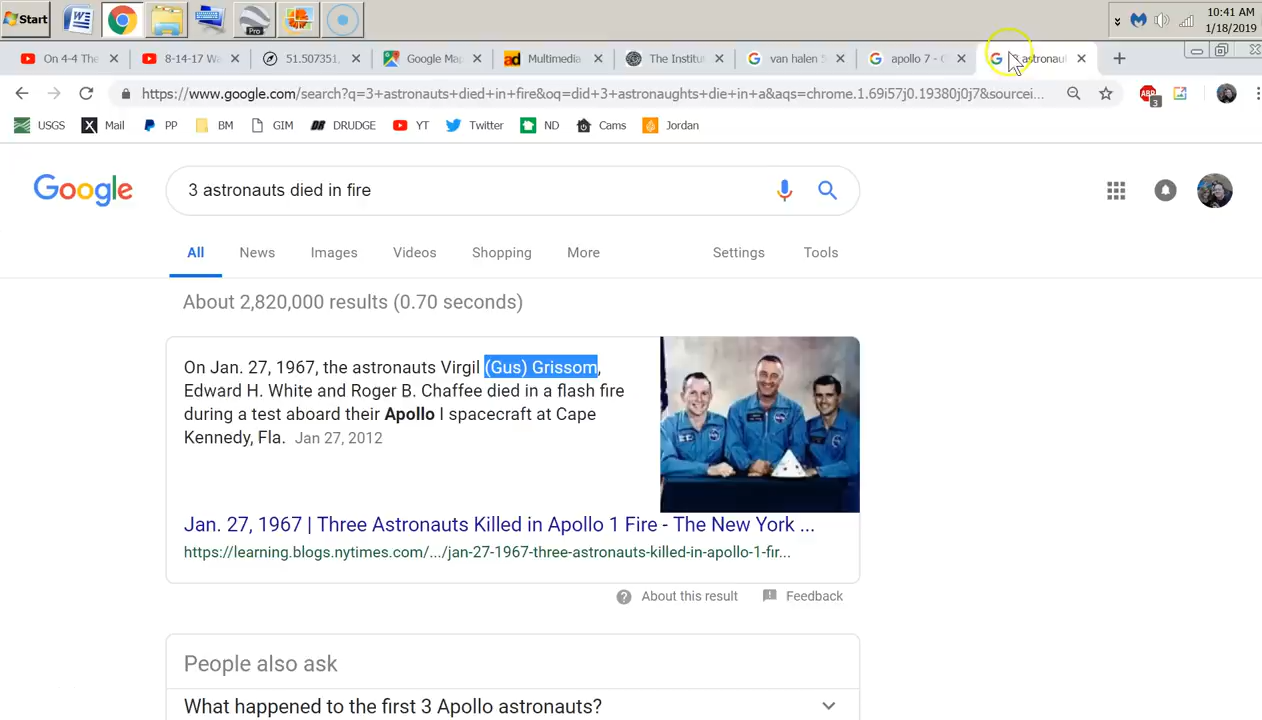 Start
10:41 AM
1/18/2019
On 4-4 The
8-14-17 Wa
51.507351,
Google Ma
Multimedia
The Institu
van halen 5
apollo 7 - G
astronau
https://www.google.com/search?q=3+astronauts+died+in+fire&oq=did+3+astronaughts+die+in+a&aqs=chrome.1.69i57j0.19380j0j7&sourcei...
ABP
3
USGS
X Mail
PP
BM
GIM
DRUDGE
YT
Twitter
ND
Cams
Jordan
Google
3 astronauts died in fire
All
News
Images
Videos
Shopping
More
Settings
Tools
About 2,820,000 results (0.70 seconds)
On Jan. 27, 1967, the astronauts Virgil (Gus) Grissom,
Edward H. White and Roger B. Chaffee died in a flash fire
during a test aboard their Apollo I spacecraft at Cape
Kennedy, Fla. Jan 27, 2012
Jan. 27, 1967 | Three Astronauts Killed in Apollo 1 Fire - The New York ...
https://learning.blogs.nytimes.com/.../jan-27-1967-three-astronauts-killed-in-apollo-1-fir...
About this result
Feedback
People also ask
What happened to the first 3 Apollo astronauts?